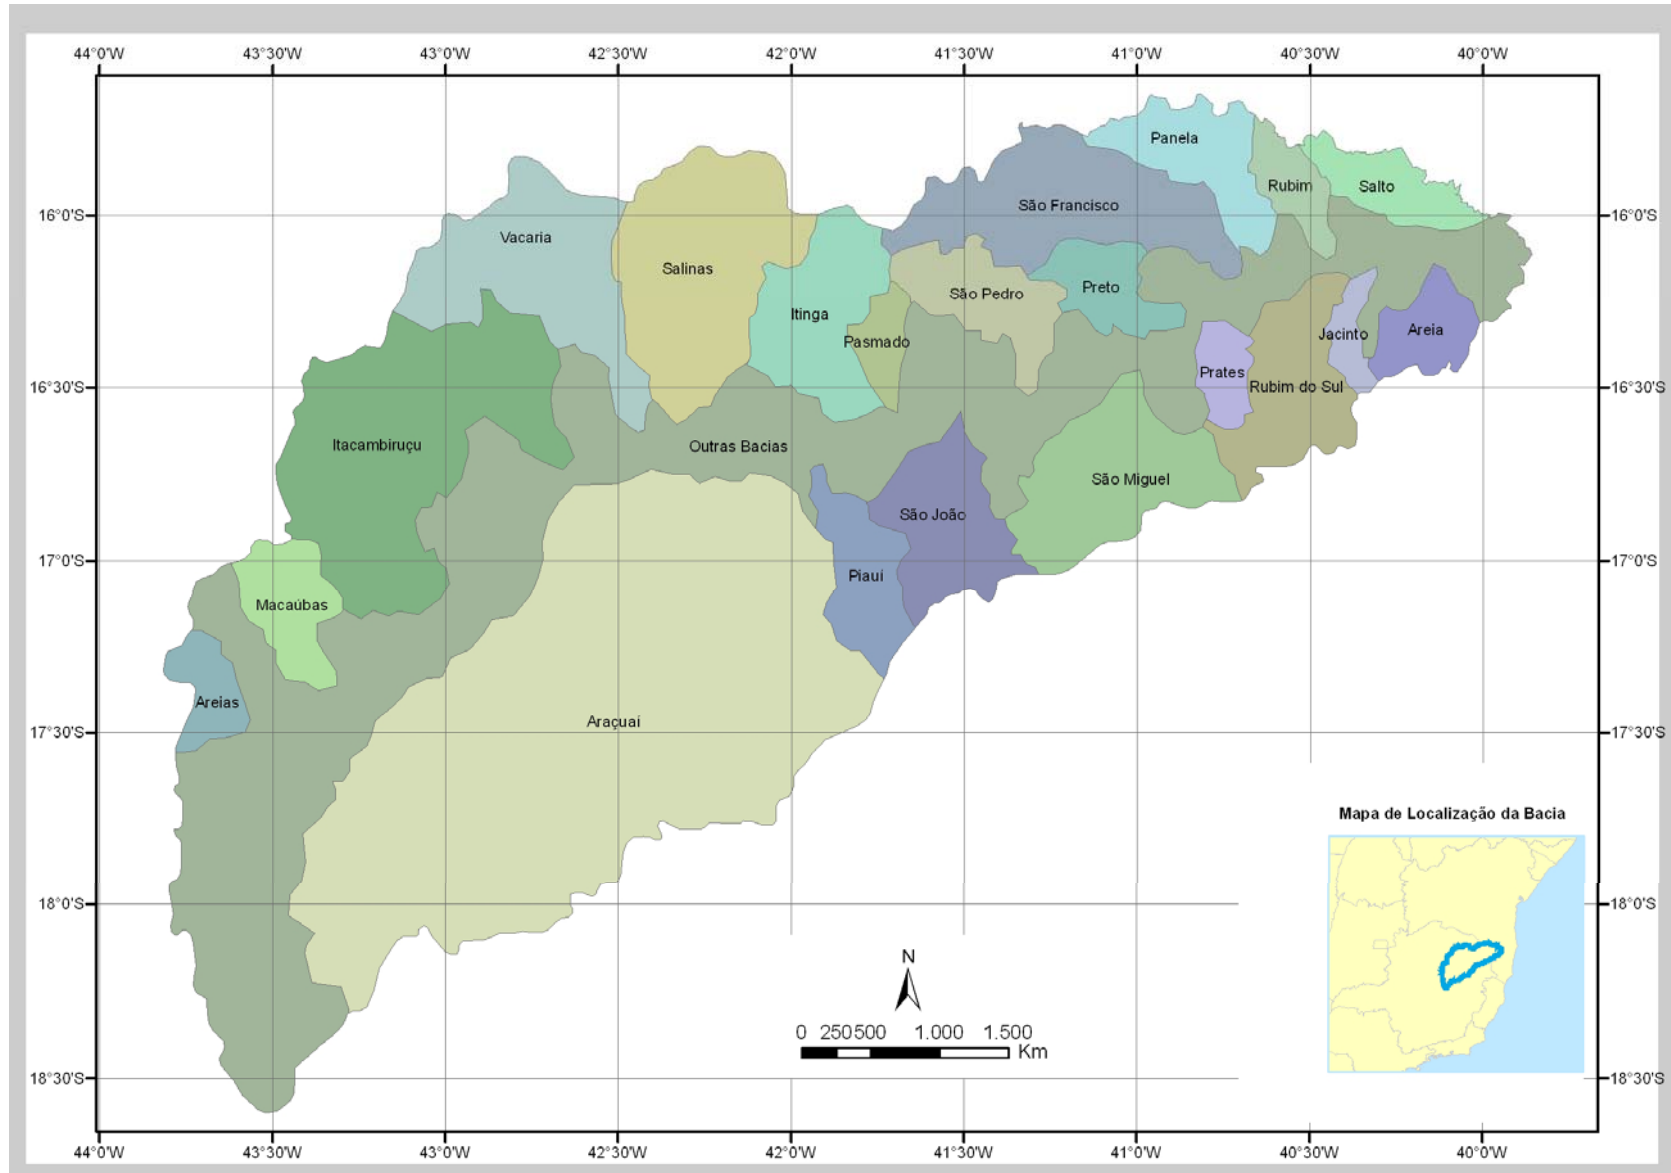 44°0'W 43°30'W 43°0'W 42°30'W 42°0'W 41°30'W 41°0'W 40°30'W 40°0'W
Panela
Rubim
Salto
São Francisco
16°0'S 16°0'S
Vacaria
Salinas
São Pedro
Preto
Itinga
Pasmado
Jacinto
Areia
Prates
Rubim do Sul
16°30'S 16°30'S
Itacambiruçu
Outras Bacias
São Miguel
São João
17°0'S 17°0'S
Piauí
Macaúbas
Areias
Araçuaí
17°30'S 17°30'S
Mapa de Localização da Bacia
18°0'S 18°0'S
N
0 250 500 1.000 1.500
Km
18°30'S 18°30'S
44°0'W 43°30'W 43°0'W 42°30'W 42°0'W 41°30'W 41°0'W 40°30'W 40°0'W